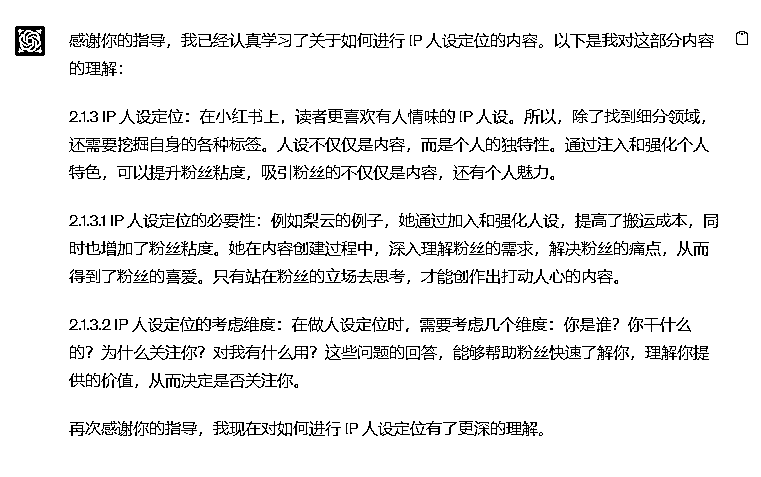 感谢你的指导，我已经认真学习了关于如何进行 IP 人设定位的内容。以下是我对这部分内容
的理解：
2.1.3 IP 人设定位：在小红书上，读者更喜欢有人情味的 IP 人设。所以，除了找到细分领域，
还需要挖掘自身的各种标签。人设不仅仅是内容，而是个人的独特性。通过注入和强化个人
特色，可以提升粉丝粘度，吸引粉丝的不仅仅是内容，还有个人魅力。
2.1.3.1 IP 人设定位的必要性：例如梨云的例子，她通过加入和强化人设，提高了搬运成本，同
时也增加了粉丝粘度。她在内容创建过程中，深入理解粉丝的需求，解决粉丝的痛点，从而
得到了粉丝的喜爱。只有站在粉丝的立场去思考，才能创作出打动人心的内容。
2.1.3.2 IP 人设定位的考虑维度：在做人设定位时，需要考虑几个维度：你是谁？你干什么
的？为什么关注你？对我有什么用？这些问题的回答，能够帮助粉丝快速了解你，理解你提
供的价值，从而决定是否关注你。
再次感谢你的指导，我现在对如何进行 IP 人设定位有了更深的理解。